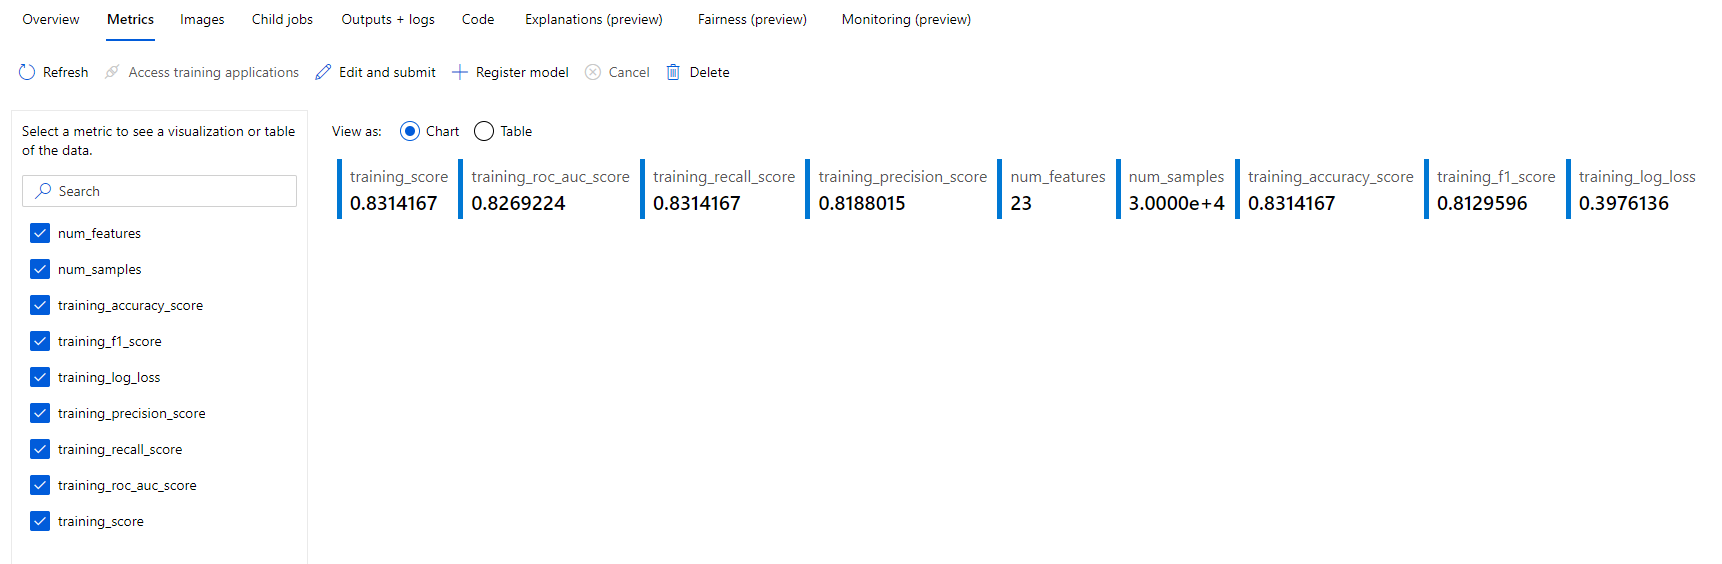 Overview Metrics Images Child jobs Outputs + logs Code Explanations (preview) Fairness (preview) Monitoring (preview)
Refresh Access training applications Edit and submit Register model Cancel Delete
Select a metric to see a visualization or table
of the data.
Search
num_features
num_samples
training_accuracy_score
training_f1_score
training_log_loss
training_precision_score
training_recall_score
training_roc_auc_score
training_score
View as: Chart Table
training_score training_roc_auc_score training_recall_score training_precision_score num_features num_samples training_accuracy_score training_f1_score training_log_loss
0.8314167 0.8269224 0.8314167 0.8188015 23 3.0000e+4 0.8314167 0.8129596 0.3976136